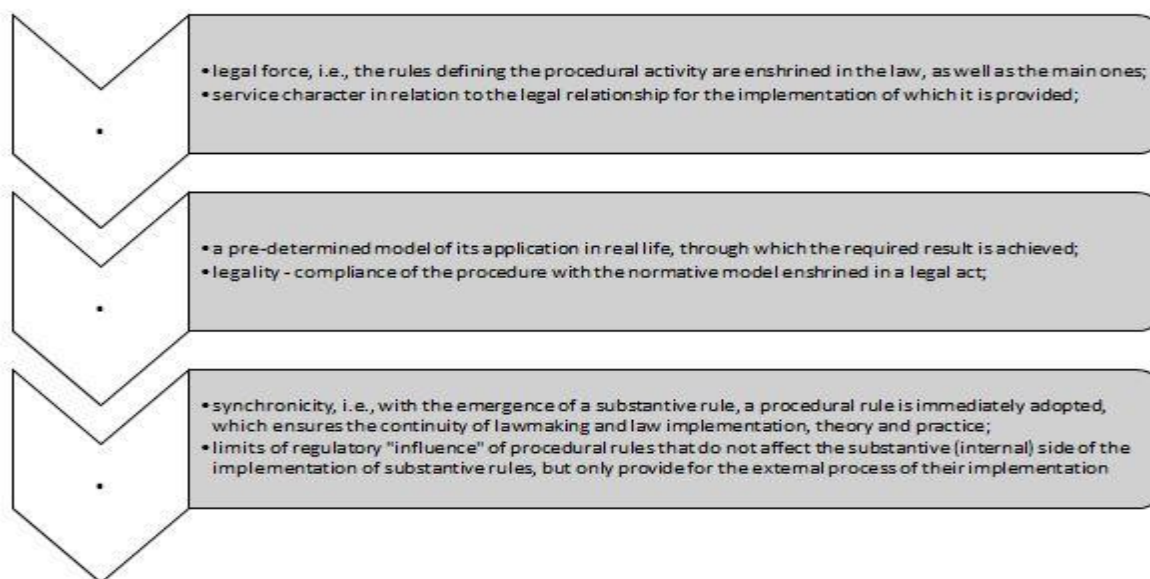 • legal force, i.e., the rules defining the procedural activity are enshrined in the law, as well as the main ones;
• service character in relation to the legal relationship for the implementation of which it is provided;
• a pre-determined model of its application in real life, through which the required result is achieved;
• legality - compliance of the procedure with the normative model enshrined in a legal act;
• synchronicity, i.e., with the emergence of a substantive rule, a procedural rule is immediately adopted,
which ensures the continuity of lawmaking and law implementation, theory and practice;
• limits of regulatory "influence" of procedural rules that do not affect the substantive (internal) side of the
implementation of substantive rules, but only provide for the external process of their implementation